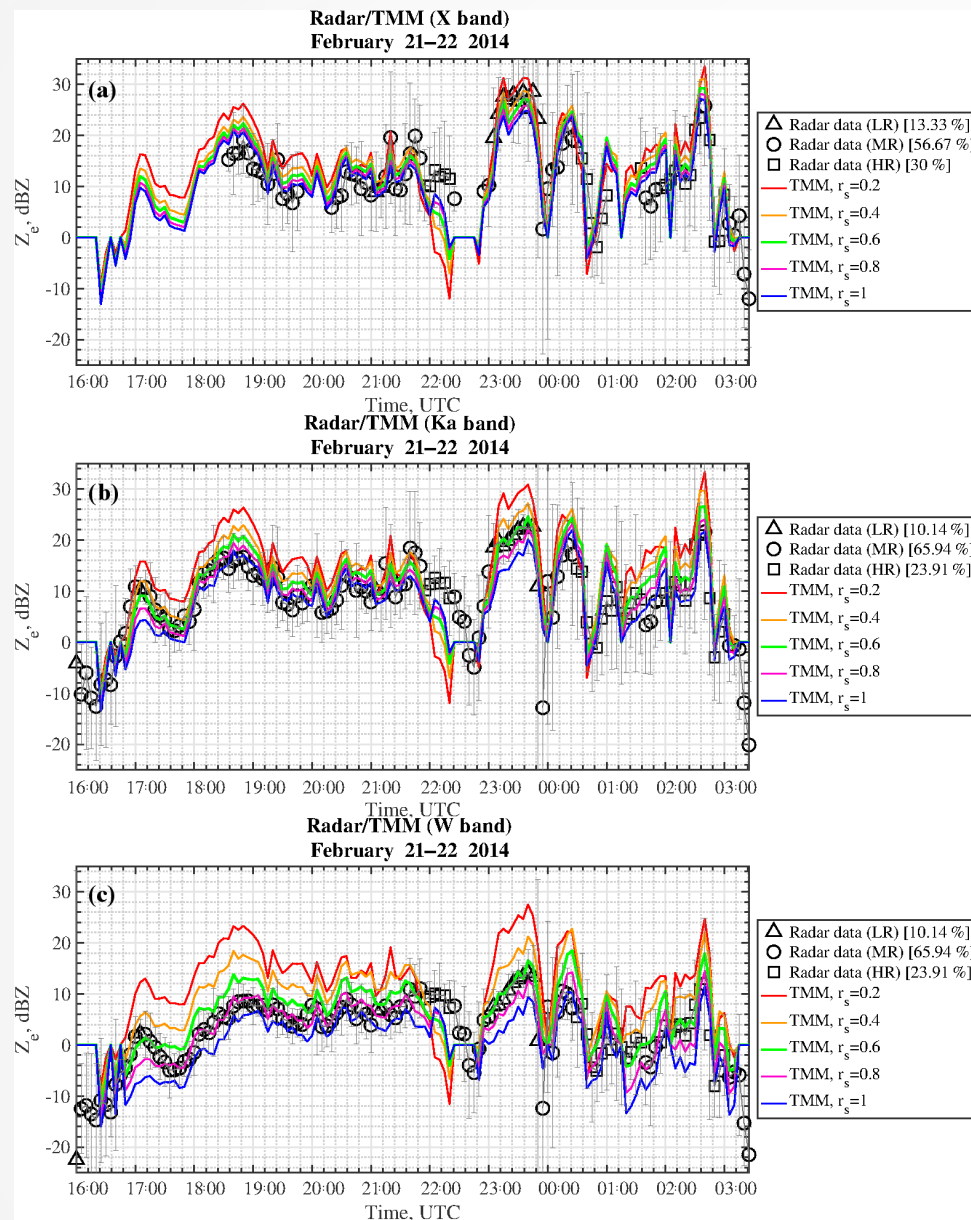 Radar/TMM (X band)
February 21–22 2014
(a)
30
20
10
0
-10
-20
Z_e, dBZ
16:00 17:00 18:00 19:00 20:00 21:00 22:00 23:00 00:00 01:00 02:00 03:00
Time, UTC
Radar data (LR) [13.33 %]
Radar data (MR) [56.67 %]
Radar data (HR) [30 %]
TMM, r_s=0.2
TMM, r_s=0.4
TMM, r_s=0.6
TMM, r_s=0.8
TMM, r_s=1
Radar/TMM (Ka band)
February 21–22 2014
(b)
30
20
10
0
-10
-20
Z_e, dBZ
16:00 17:00 18:00 19:00 20:00 21:00 22:00 23:00 00:00 01:00 02:00 03:00
Time, UTC
Radar data (LR) [10.14 %]
Radar data (MR) [65.94 %]
Radar data (HR) [23.91 %]
TMM, r_s=0.2
TMM, r_s=0.4
TMM, r_s=0.6
TMM, r_s=0.8
TMM, r_s=1
Radar/TMM (W band)
February 21–22 2014
(c)
30
20
10
0
-10
-20
Z_e, dBZ
16:00 17:00 18:00 19:00 20:00 21:00 22:00 23:00 00:00 01:00 02:00 03:00
Time, UTC
Radar data (LR) [10.14 %]
Radar data (MR) [65.94 %]
Radar data (HR) [23.91 %]
TMM, r_s=0.2
TMM, r_s=0.4
TMM, r_s=0.6
TMM, r_s=0.8
TMM, r_s=1